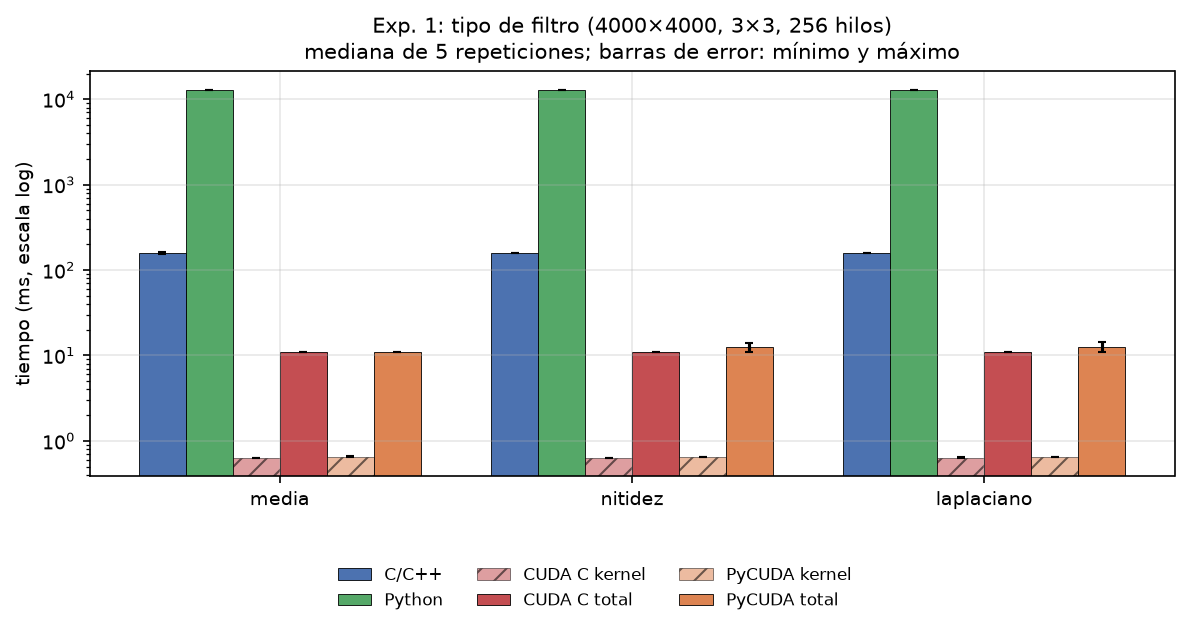 Exp. 1: tipo de filtro (4000×4000, 3×3, 256 hilos)
mediana de 5 repeticiones; barras de error: mínimo y máximo
tiempo (ms, escala log)
10⁴
10³
10²
10¹
10⁰
media nitidez laplaciano
C/C++ CUDA C kernel PyCUDA kernel
Python CUDA C total PyCUDA total